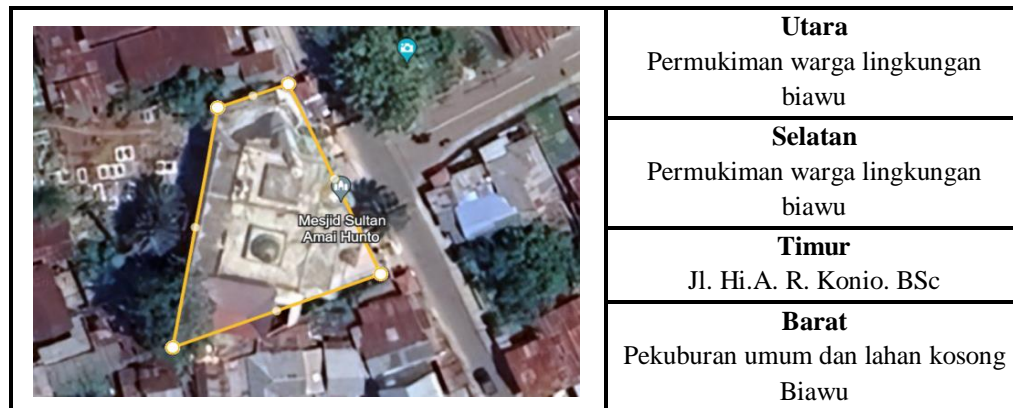 Mesjid Sultan
Amai Hunto
Utara
Permukiman warga lingkungan
biawu
Selatan
Permukiman warga lingkungan
biawu
Timur
Jl. Hi.A. R. Konio. BSc
Barat
Pekuburan umum dan lahan kosong
Biawu